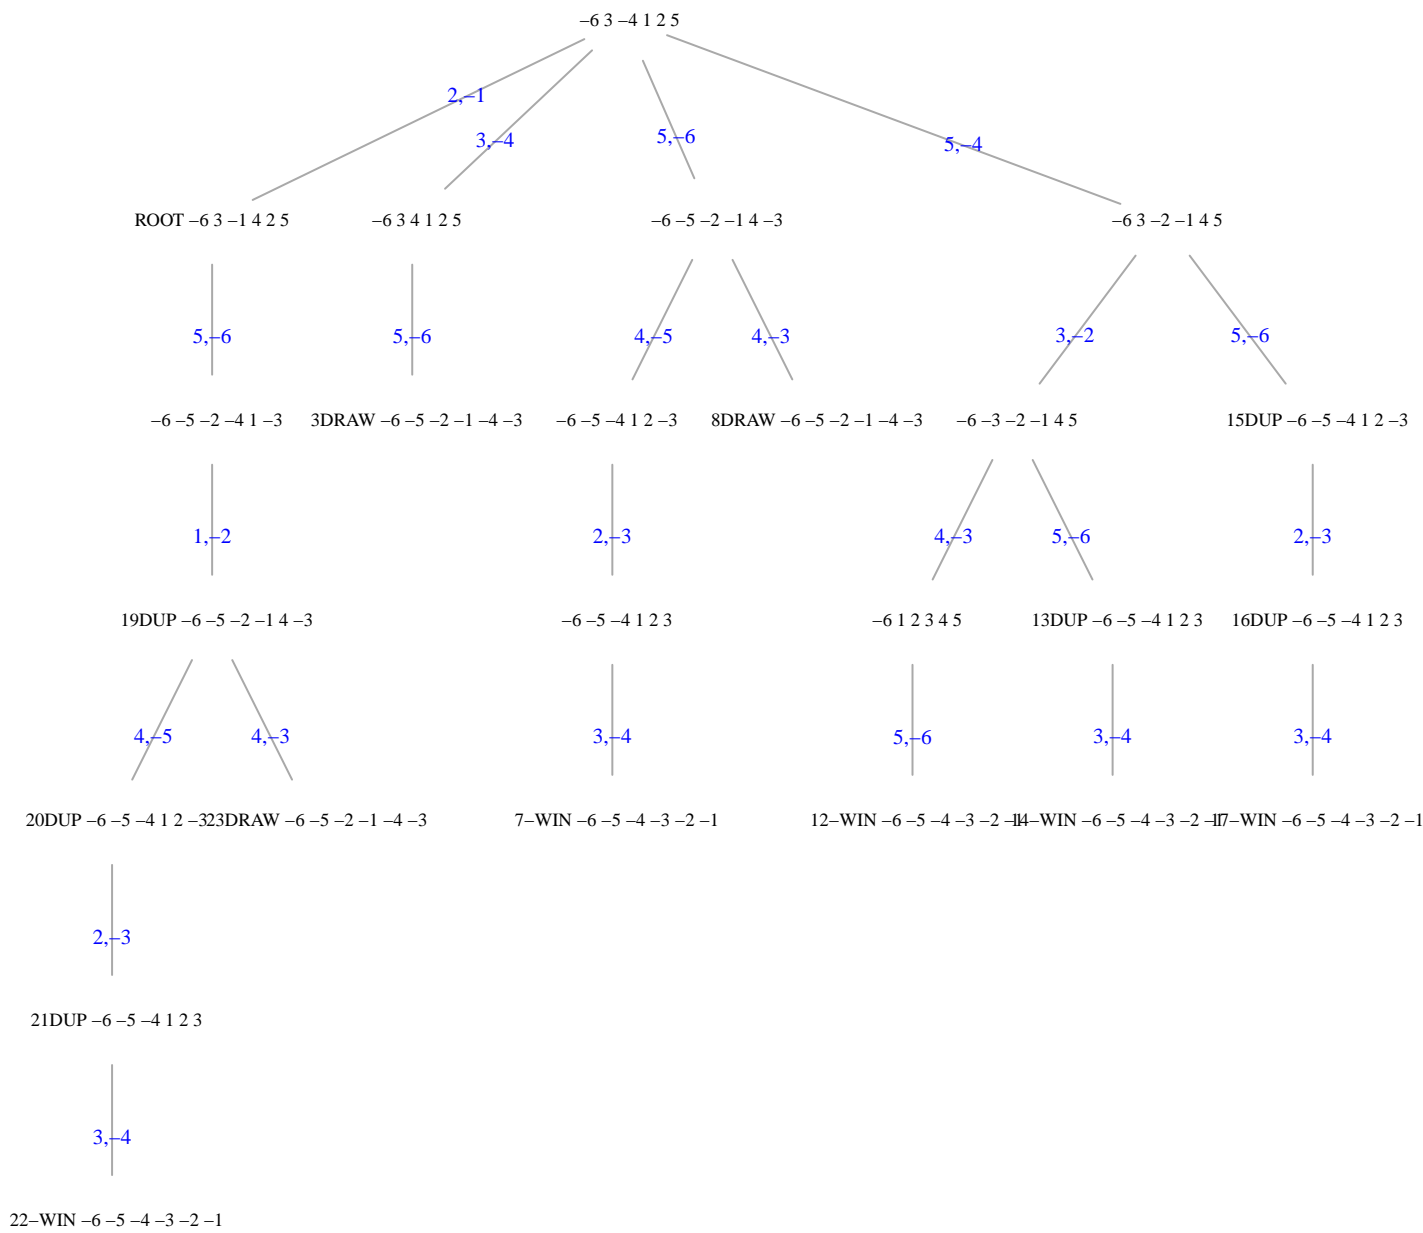 −6 3 −4 1 2 5
2,−1
3,−4
5,−6
5,−4
ROOT −6 3 −1 4 2 5
−6 3 4 1 2 5
−6 −5 −2 −1 4 −3
−6 3 −2 −1 4 5
5,−6
5,−6
4,−5
4,−3
3,−2
5,−6
−6 −5 −2 −4 1 −3
3DRAW −6 −5 −2 −1 −4 −3
−6 −5 −4 1 2 −3
8DRAW −6 −5 −2 −1 −4 −3
−6 −3 −2 −1 4 5
15DUP −6 −5 −4 1 2 −3
1,−2
2,−3
4,−3
5,−6
2,−3
19DUP −6 −5 −2 −1 4 −3
−6 −5 −4 1 2 3
−6 1 2 3 4 5
13DUP −6 −5 −4 1 2 3
16DUP −6 −5 −4 1 2 3
4,−5
4,−3
3,−4
5,−6
3,−4
3,−4
20DUP −6 −5 −4 1 2 −3
23DRAW −6 −5 −2 −1 −4 −3
7−WIN −6 −5 −4 −3 −2 −1
12−WIN −6 −5 −4 −3 −2 −1
14−WIN −6 −5 −4 −3 −2 −1
17−WIN −6 −5 −4 −3 −2 −1
2,−3
21DUP −6 −5 −4 1 2 3
3,−4
22−WIN −6 −5 −4 −3 −2 −1